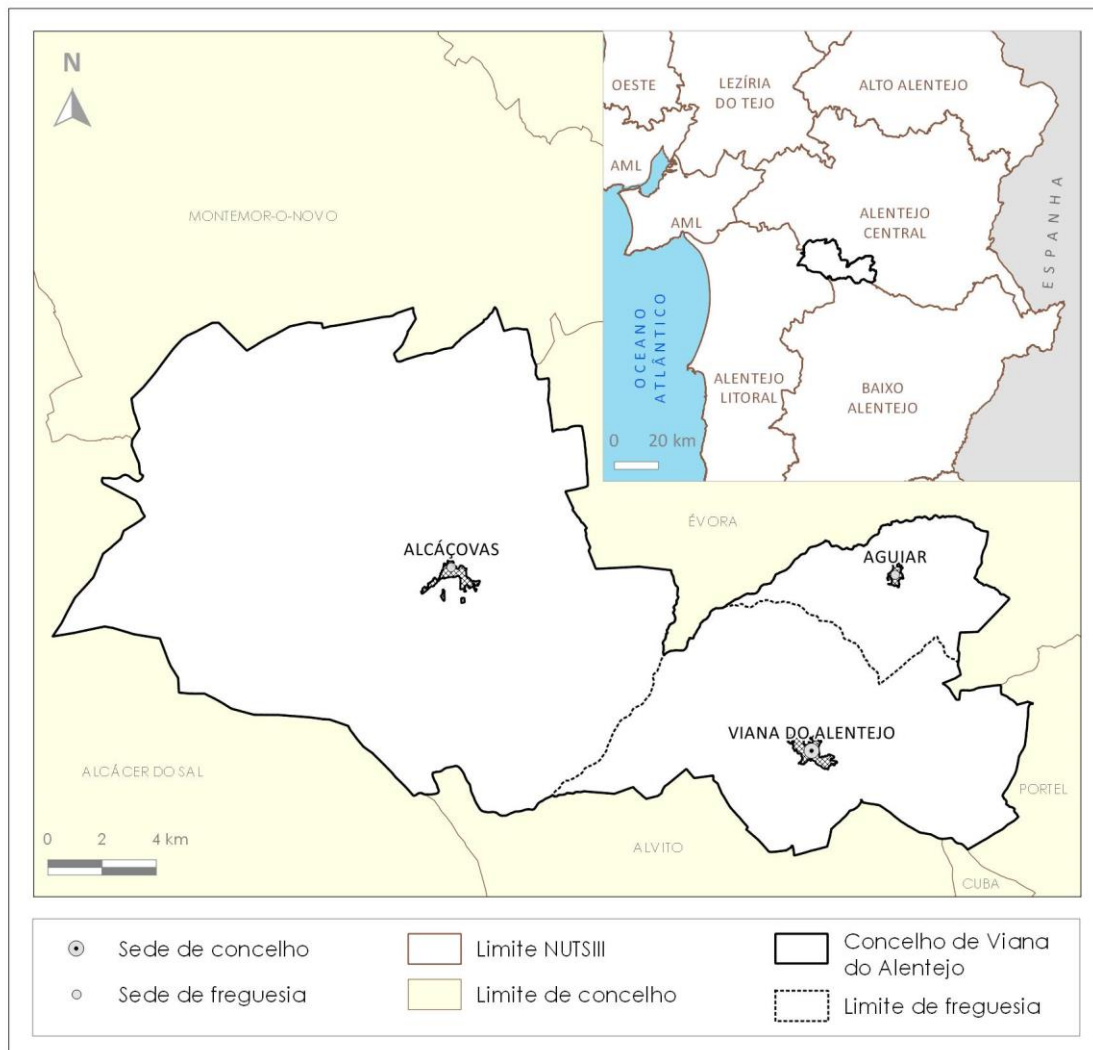 N
MONTEMOR-O-NOVO
OESTE
LEZÍRIA
DO TEJO
ALTO ALENTEJO
AML
AML
ALENTEJO
CENTRAL
ESPANHA
OCEANO
ATLÂNTICO
ALENTEJO
LITORAL
BAIXO
ALENTEJO
0 20 km
ÉVORA
ALCÁÇOVAS
AGUIAR
VIANA DO ALENTEJO
ALCÁCER DO SAL
PORTEL
0 2 4 km
ALVITO
CUBA
Sede de concelho
Sede de freguesia
Limite NUTSIII
Limite de concelho
Concelho de Viana
do Alentejo
Limite de freguesia